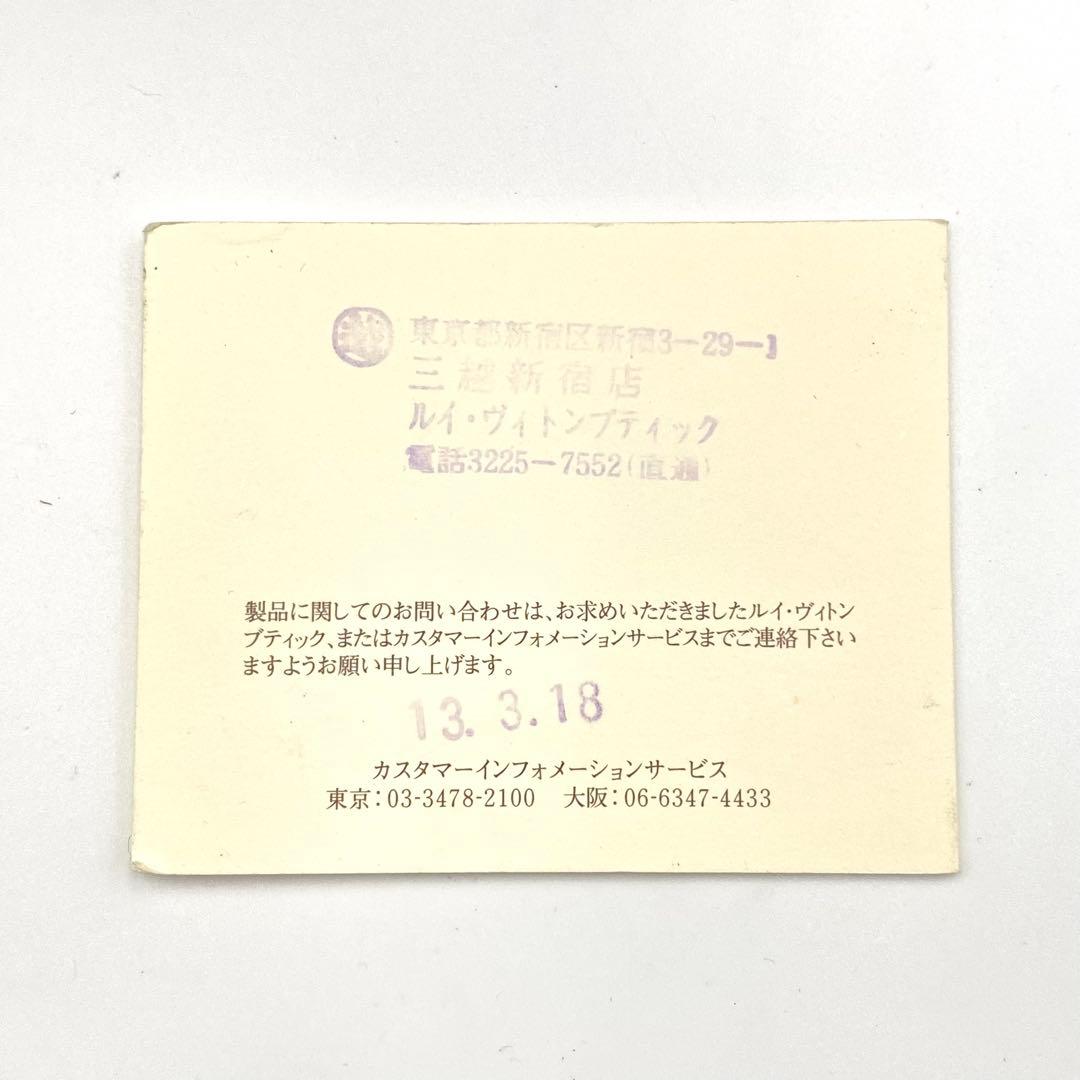 越 東京都新宿区新宿3-29-1
三越新宿店
ルイ・ヴィトンブティック
電話3225-7552(直通)
製品に関してのお問い合わせは、お求めいただきましたルイ・ヴィトン
ブティック、またはカスタマーインフォメーションサービスまでご連絡下さい
ますようお願い申し上げます。
13.3.18
カスタマーインフォメーションサービス
東京:03-3478-2100 大阪:06-6347-4433